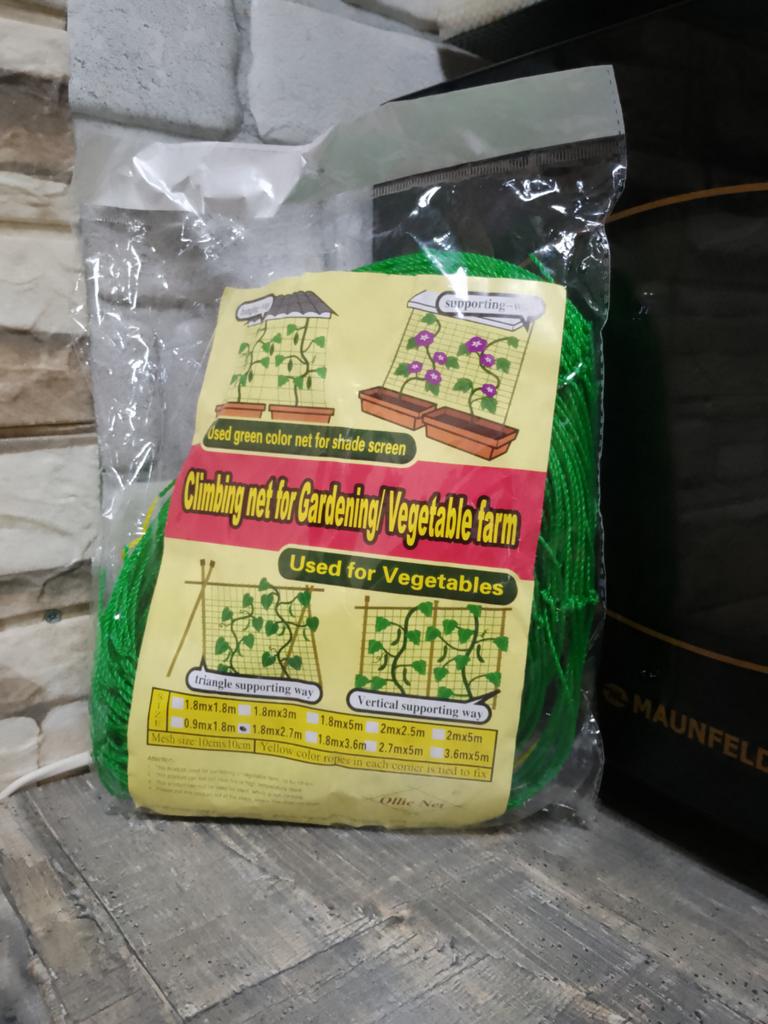 supporting-w
Used green color net for shade screen
Climbing net for Gardening/ Vegetable farm
Used for Vegetables
triangle supporting way
Vertical supporting way
SIZE
1.8mx1.8m 1.8mx3m 1.8mx5m 2mx2.5m 2mx5m
0.9mx1.8m 1.8mx2.7m 1.8mx3.6m 2.7mx5m 3.6mx5m
Mesh size 10cmx10cm Yellow color ropes in each corner is tied to fix
Attention:
Ollie Net
MAUNFELD